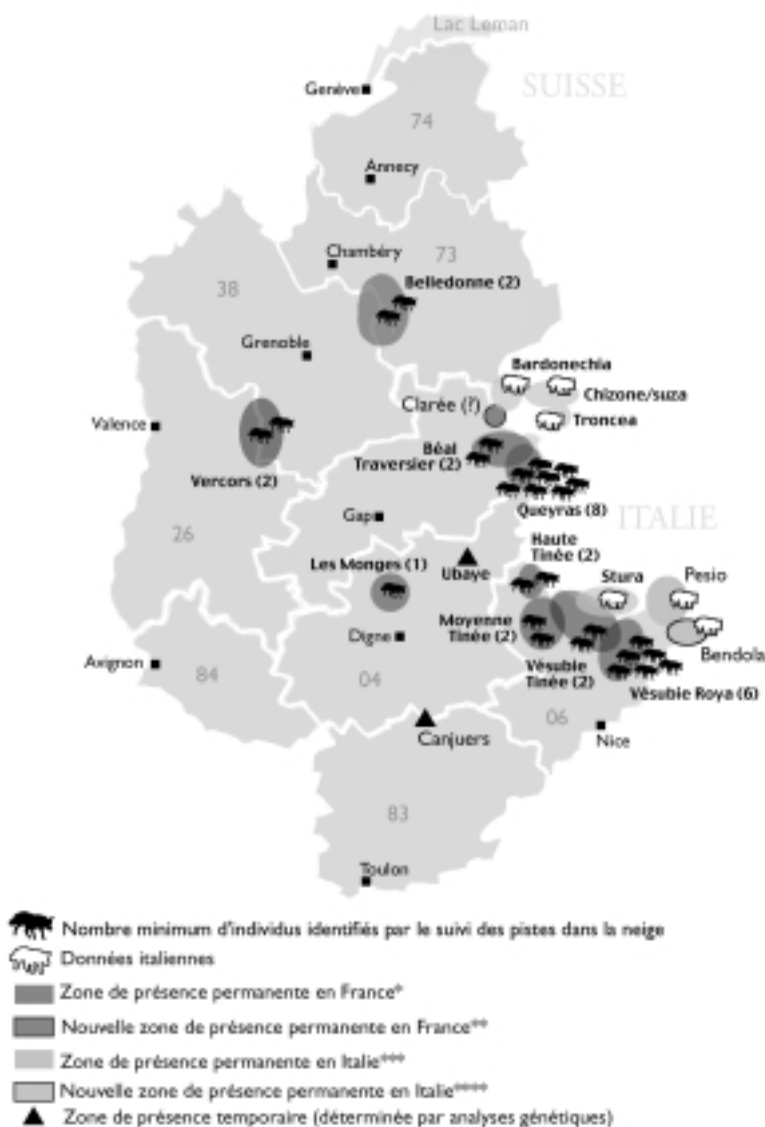 Lac Leman
Genève
SUISSE
74
Annecy
Chambéry
73
38
Belledonne (2)
Grenoble
Bardonechia
Clarée (?)
Chizone/suza
Troncea
Valence
Béal
Traversier (2)
Vercors (2)
Queyras (8)
Gap
ITALIE
26
Haute
Tinée (2)
Les Monges (1)
Ubaye
Stura
Pesio
Moyenne
Tinée (2)
Digne
Bendola
Avignon
84
04
Vésubie
Tinée (2)
Vésubie Roya (6)
06
Nice
Canjuers
83
Toulon
Nombre minimum d'individus identifiés par le suivi des pistes dans la neige
Données italiennes
Zone de présence permanente en France*
Nouvelle zone de présence permanente en France**
Zone de présence permanente en Italie***
Nouvelle zone de présence permanente en Italie****
Zone de présence temporaire (déterminée par analyses génétiques)